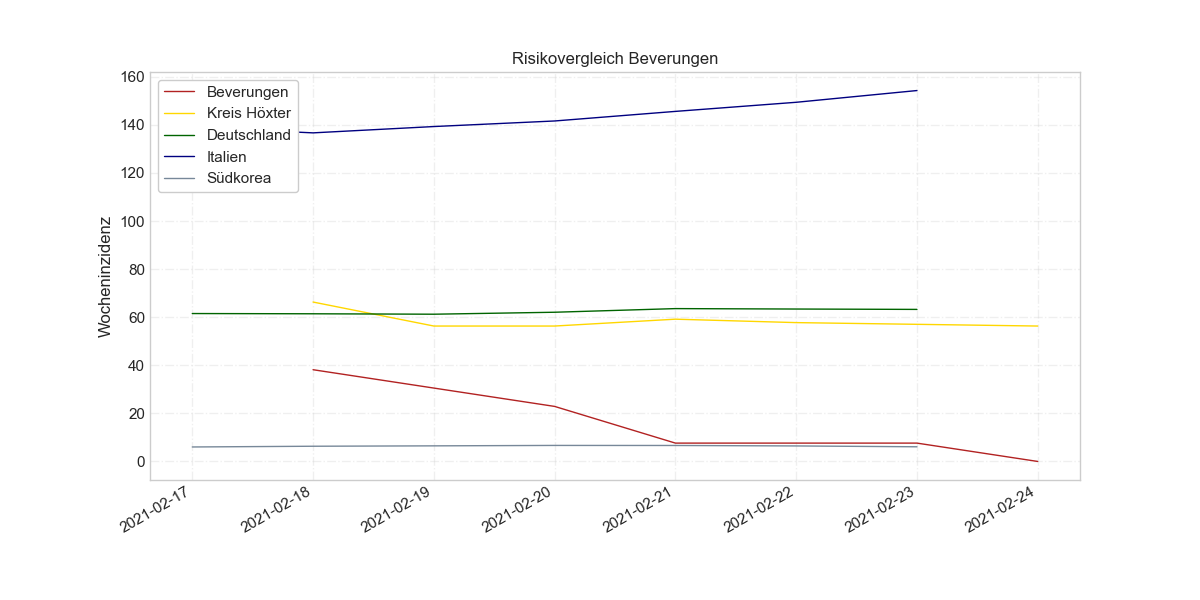 Risikovergleich Beverungen
Wocheninzidenz
160
140
120
100
80
60
40
20
0
Beverungen
Kreis Höxter
Deutschland
Italien
Südkorea
2021-02-17
2021-02-18
2021-02-19
2021-02-20
2021-02-21
2021-02-22
2021-02-23
2021-02-24